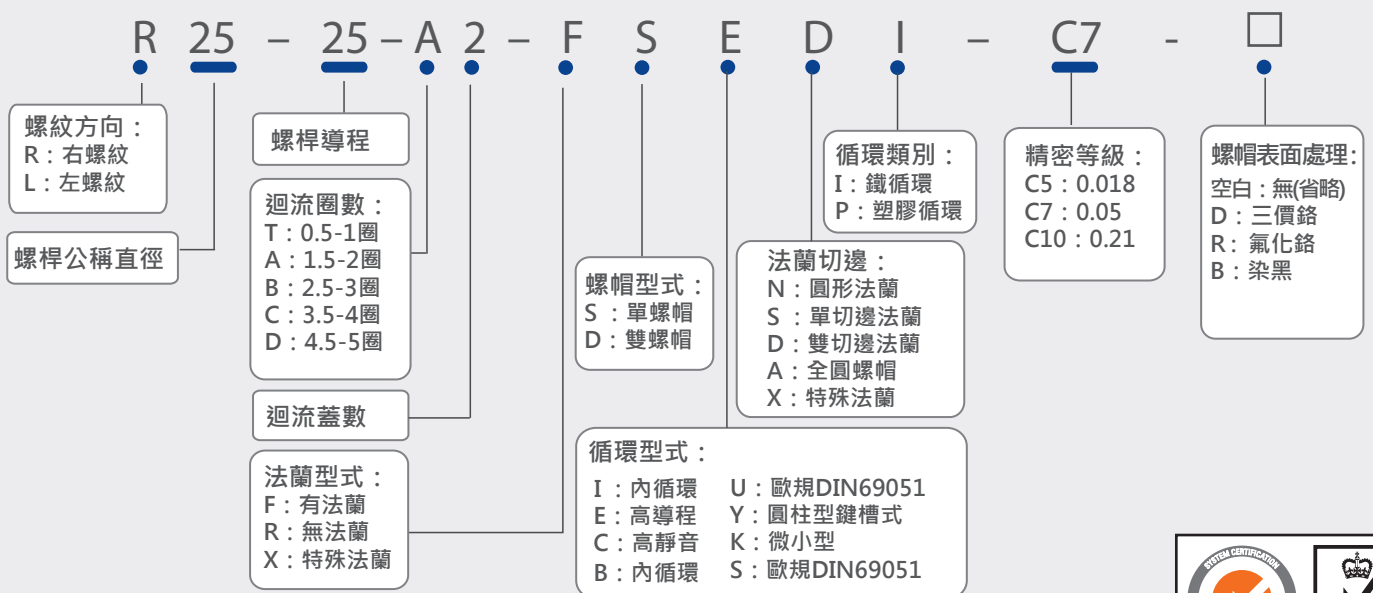 R 25 – 25 – A 2 – F S E D I – C7 - □
螺紋方向：
R：右螺紋
L：左螺紋
螺桿公稱直徑
螺桿導程
迴流圈數：
T：0.5-1圈
A：1.5-2圈
B：2.5-3圈
C：3.5-4圈
D：4.5-5圈
迴流蓋數
法蘭型式：
F：有法蘭
R：無法蘭
X：特殊法蘭
螺帽型式：
S：單螺帽
D：雙螺帽
循環型式：
I：內循環 U：歐規DIN69051
E：高導程 Y：圓柱型鍵槽式
C：高靜音 K：微小型
B：內循環 S：歐規DIN69051
法蘭切邊：
N：圓形法蘭
S：單切邊法蘭
D：雙切邊法蘭
A：全圓螺帽
X：特殊法蘭
循環類別：
I：鐵循環
P：塑膠循環
精密等級：
C5：0.018
C7：0.05
C10：0.21
螺帽表面處理：
空白：無(省略)
D：三價鉻
R：氟化鉻
B：染黑
SYSTEM CERTIFICATION